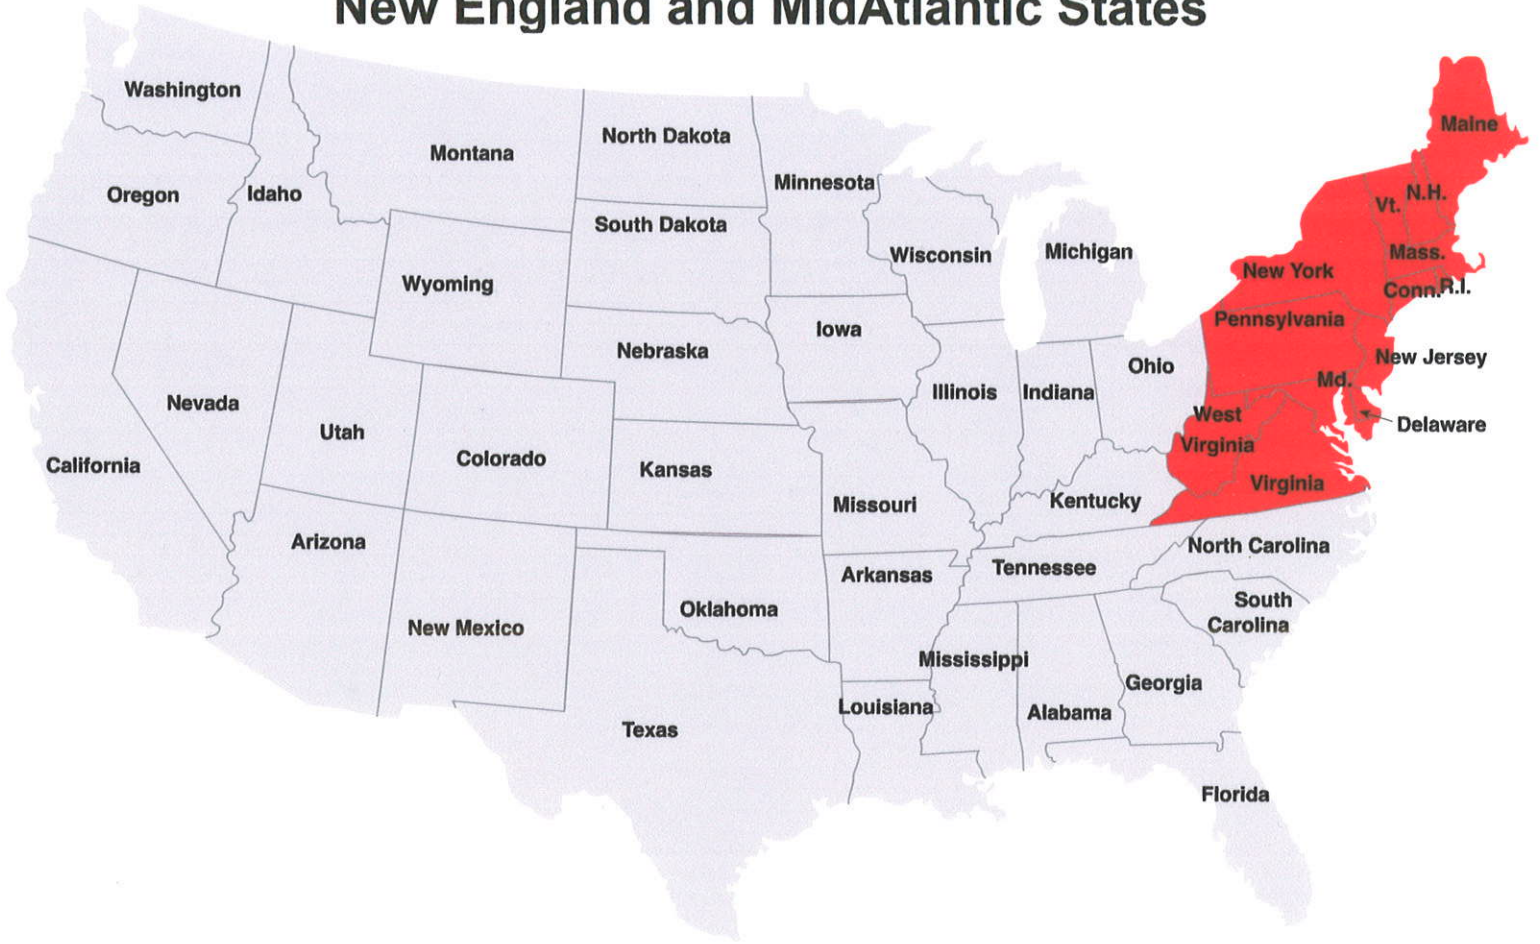 New England and MidAtlantic States
Washington
Oregon
Idaho
Montana
North Dakota
Minnesota
South Dakota
Wyoming
Wisconsin
Michigan
Iowa
Nebraska
Illinois
Indiana
Ohio
Nevada
Utah
Colorado
Kansas
California
Missouri
Kentucky
Arizona
New Mexico
Oklahoma
Arkansas
Tennessee
North Carolina
South
Carolina
Mississippi
Alabama
Georgia
Louisiana
Texas
Florida
Maine
Vt.
N.H.
Mass.
New York
Conn.
R.I.
Pennsylvania
New Jersey
Md.
Delaware
West
Virginia
Virginia